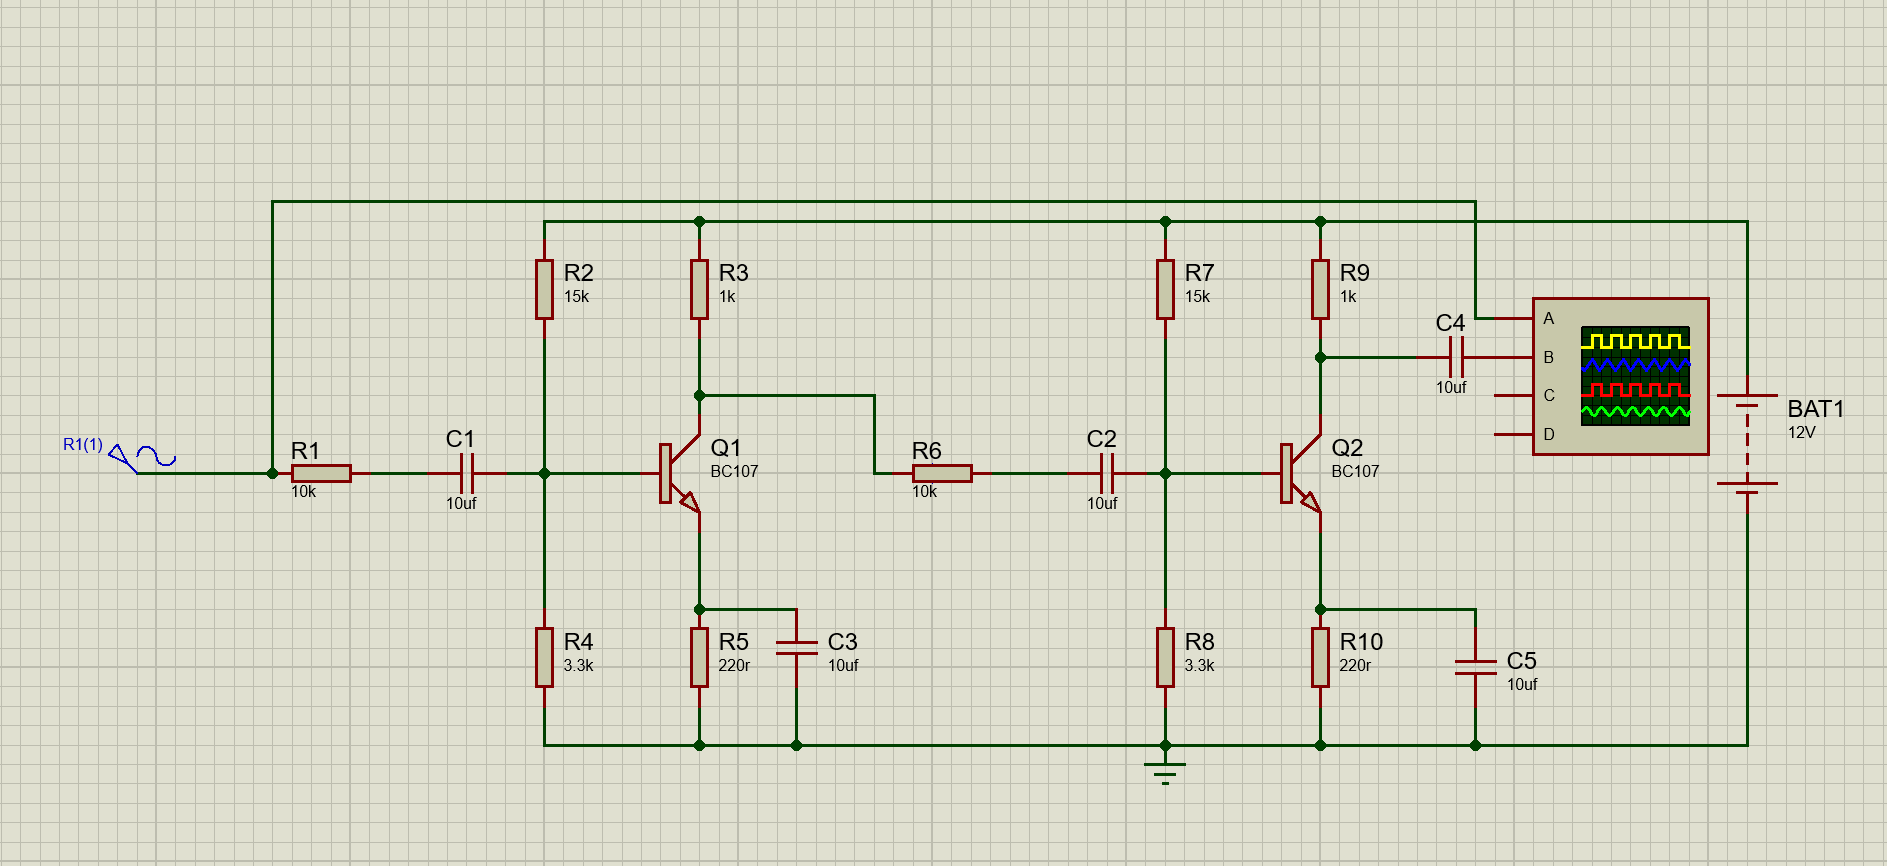 R2
15k
R3
1k
R7
15k
R9
1k
C4
10uf
A
B
C
D
BAT1
12V
R1(1)
R1
10k
C1
10uf
Q1
BC107
R6
10k
C2
10uf
Q2
BC107
R4
3.3k
R5
220r
C3
10uf
R8
3.3k
R10
220r
C5
10uf